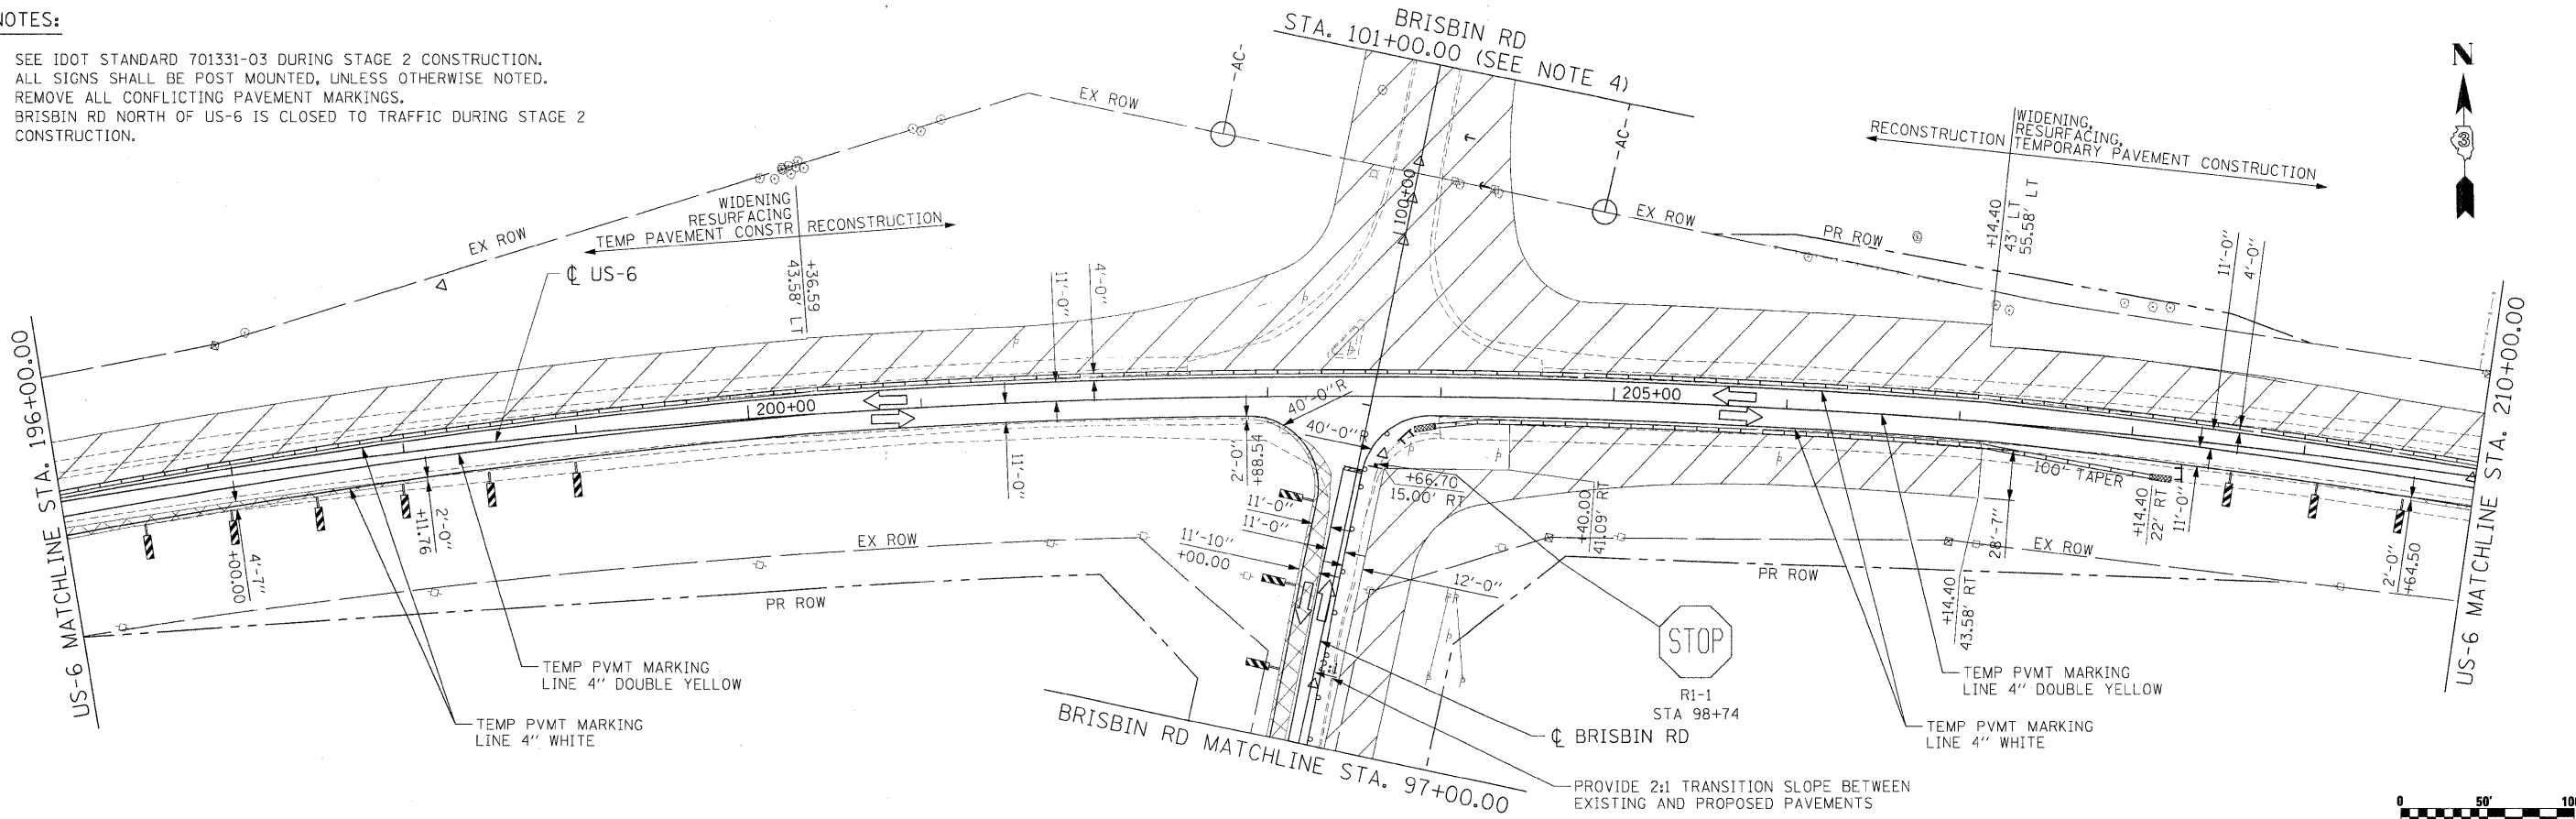 NOTES:
SEE IDOT STANDARD 701331-03 DURING STAGE 2 CONSTRUCTION.
ALL SIGNS SHALL BE POST MOUNTED, UNLESS OTHERWISE NOTED.
REMOVE ALL CONFLICTING PAVEMENT MARKINGS.
BRISBIN RD NORTH OF US-6 IS CLOSED TO TRAFFIC DURING STAGE 2
CONSTRUCTION.
BRISBIN RD
STA. 101+00.00 (SEE NOTE 4)
-AC-
-AC-
EX ROW
EX ROW
EX ROW
PR ROW
N
3
WIDENING
RESURFACING
TEMP PAVEMENT CONSTR
RECONSTRUCTION
RECONSTRUCTION
WIDENING,
RESURFACING,
TEMPORARY PAVEMENT CONSTRUCTION
℄ US-6
+36.59
43.58' LT
11'-0"
4'-0"
100+00
+14.40
43' LT
55.58' LT
11'-0"
4'-0"
US-6 MATCHLINE STA. 196+00.00
US-6 MATCHLINE STA. 210+00.00
200+00
205+00
40'-0"R
40'-0"R
2'-0"
+88.54
11'-0"
2'-0"
+11.76
4'-7"
+00.00
+66.70
15.00' RT
+40.00
41.09' RT
100' TAPER
28'-7"
+14.40
22' RT
11'-0"
+14.40
43.58' RT
2'-0"
+64.50
11'-0"
11'-0"
11'-10"
+00.00
12'-0"
EX ROW
PR ROW
EX ROW
PR ROW
STOP
R1-1
STA 98+74
TEMP PVMT MARKING
LINE 4" DOUBLE YELLOW
TEMP PVMT MARKING
LINE 4" WHITE
TEMP PVMT MARKING
LINE 4" DOUBLE YELLOW
TEMP PVMT MARKING
LINE 4" WHITE
℄ BRISBIN RD
BRISBIN RD MATCHLINE STA. 97+00.00
PROVIDE 2:1 TRANSITION SLOPE BETWEEN
EXISTING AND PROPOSED PAVEMENTS
0 50'